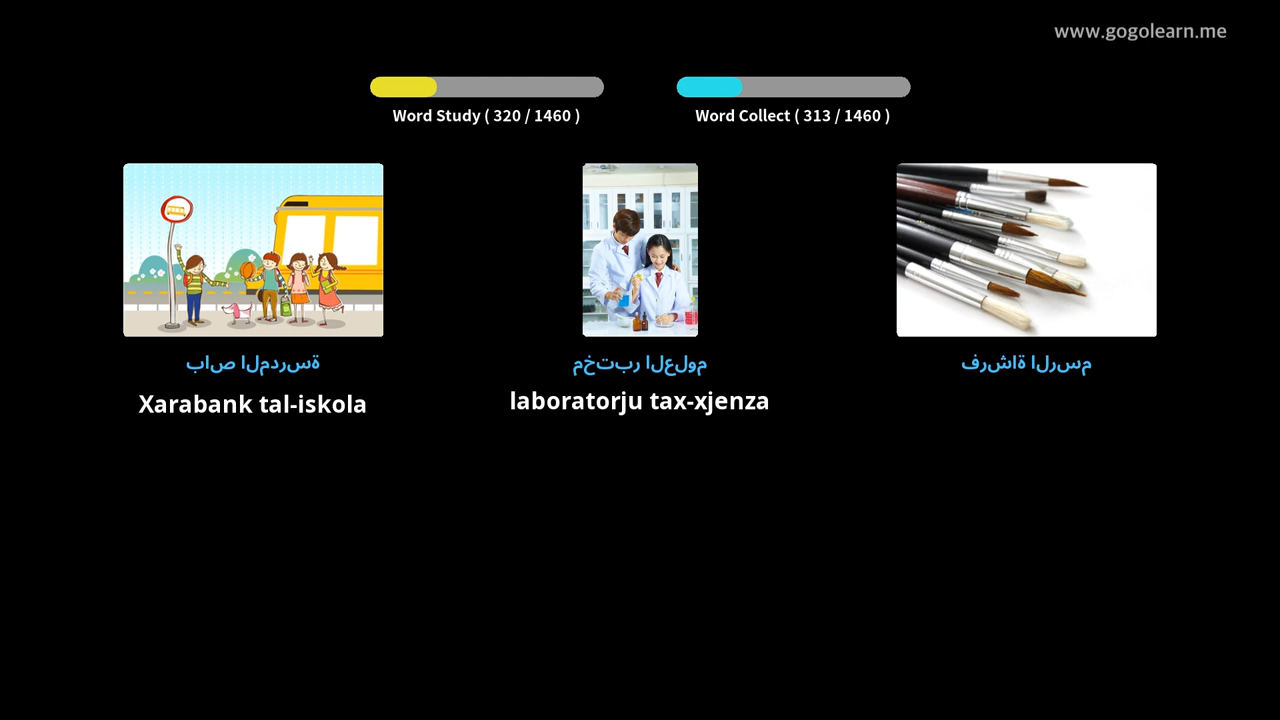 www.gogolearn.me
Word Study ( 320 / 1460 )
Word Collect ( 313 / 1460 )
باص المدرسة
Xarabank tal-iskola
مختبر العلوم
laboratorju tax-xjenza
فرشاة الرسم